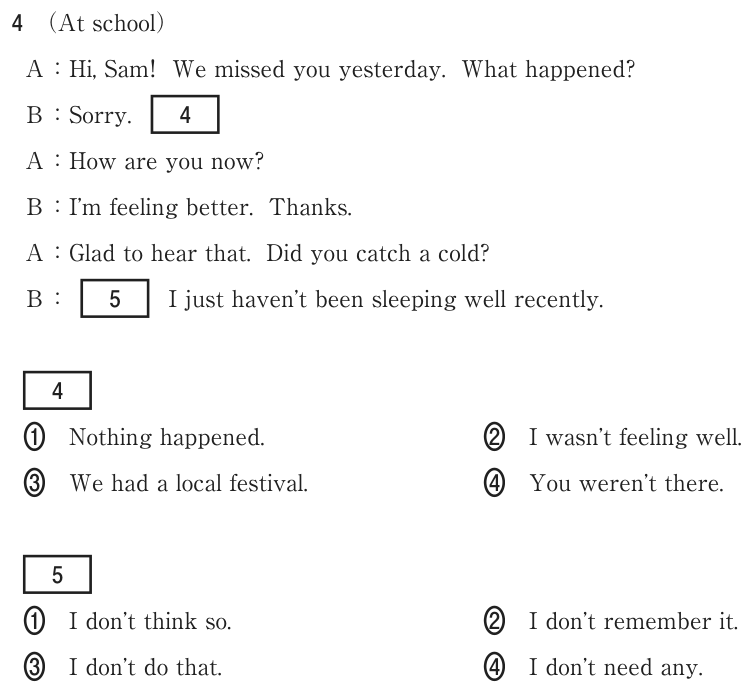 4 （At school）
A：Hi, Sam! We missed you yesterday. What happened?
B：Sorry. 4
A：How are you now?
B：I'm feeling better. Thanks.
A：Glad to hear that. Did you catch a cold?
B： 5 I just haven't been sleeping well recently.
4
① Nothing happened. ② I wasn't feeling well.
③ We had a local festival. ④ You weren't there.
5
① I don't think so. ② I don't remember it.
③ I don't do that. ④ I don't need any.